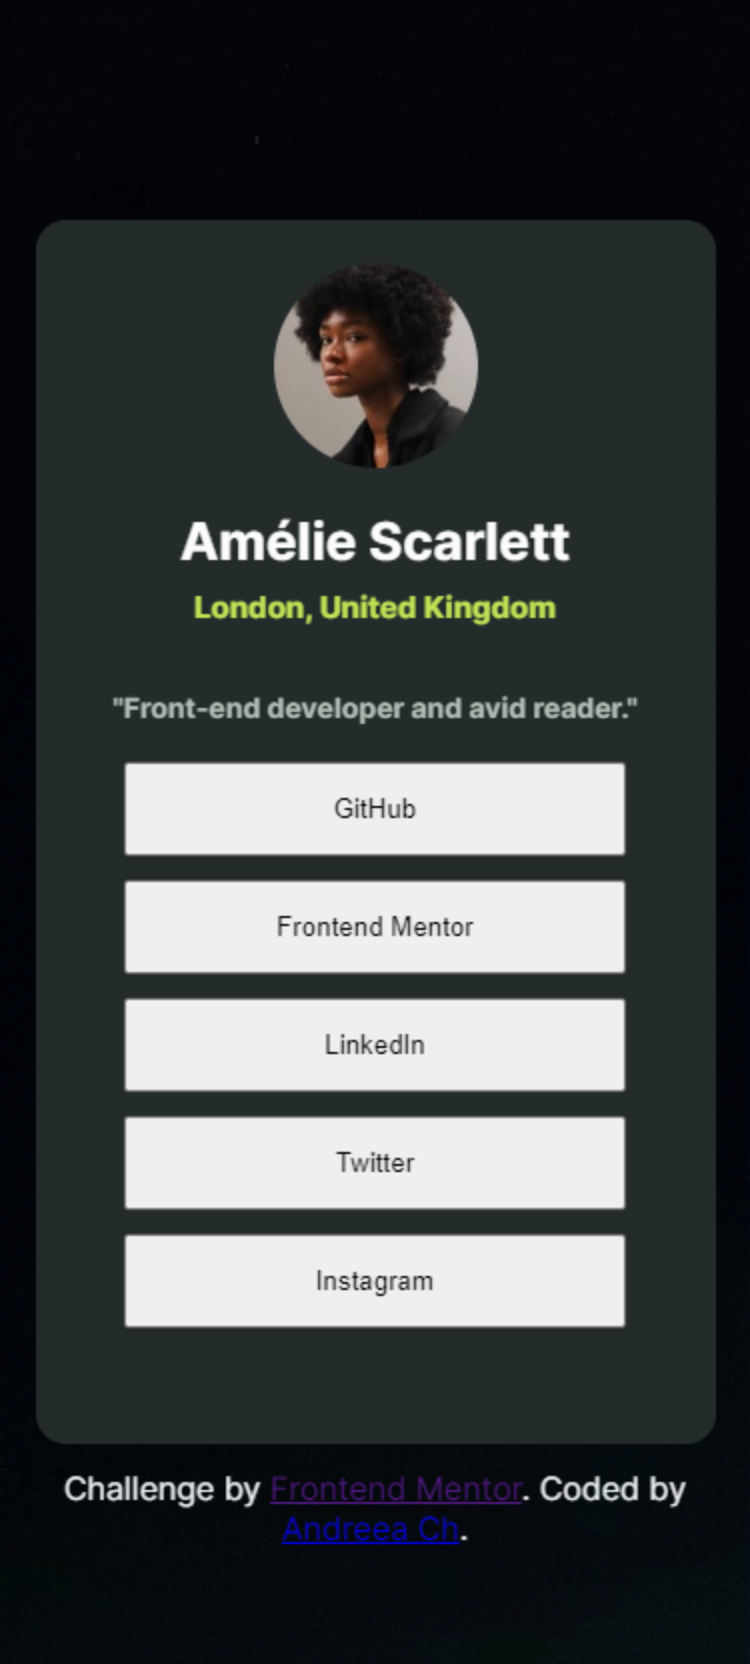 Amélie Scarlett
London, United Kingdom
"Front-end developer and avid reader."
GitHub
Frontend Mentor
LinkedIn
Twitter
Instagram
Challenge by Frontend Mentor. Coded by
Andreea Ch.